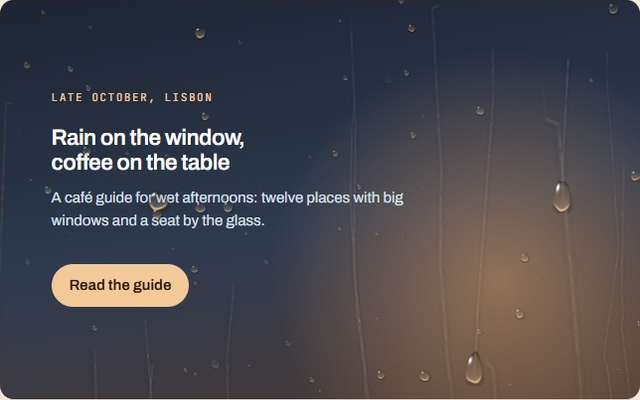 LATE OCTOBER, LISBON
Rain on the window,
coffee on the table
A café guide for wet afternoons: twelve places with big
windows and a seat by the glass.
Read the guide